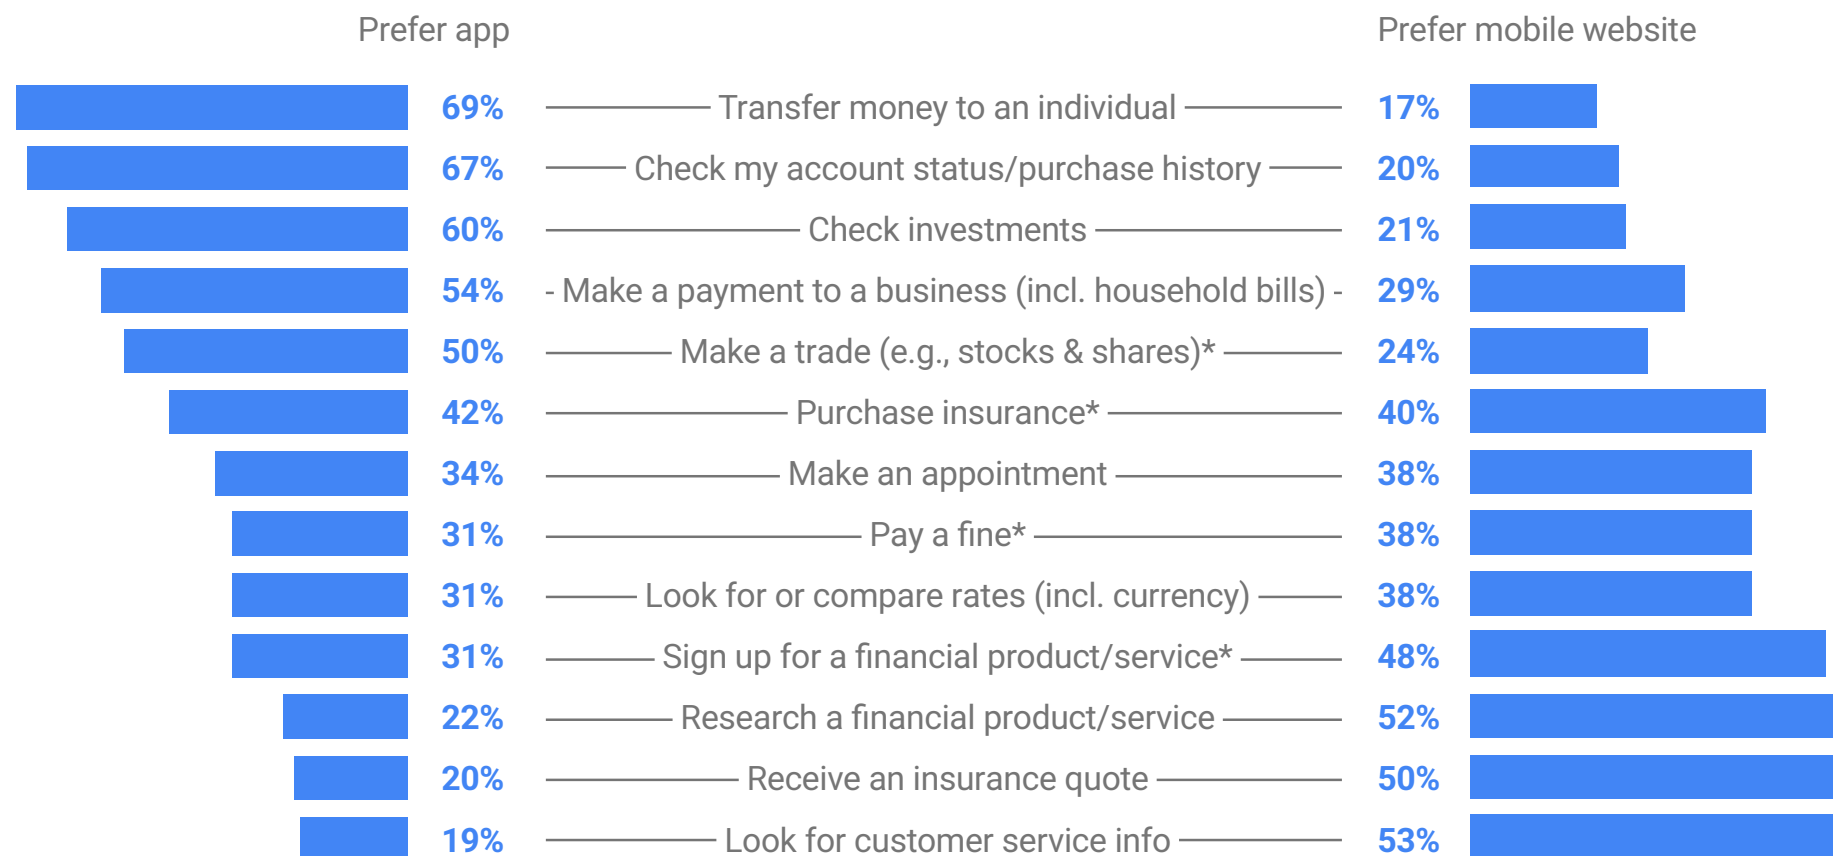 Prefer app Prefer mobile website
69% Transfer money to an individual 17%
67% Check my account status/purchase history 20%
60% Check investments 21%
54% Make a payment to a business (incl. household bills) 29%
50% Make a trade (e.g., stocks & shares)* 24%
42% Purchase insurance* 40%
34% Make an appointment 38%
31% Pay a fine* 38%
31% Look for or compare rates (incl. currency) 38%
31% Sign up for a financial product/service* 48%
22% Research a financial product/service 52%
20% Receive an insurance quote 50%
19% Look for customer service info 53%